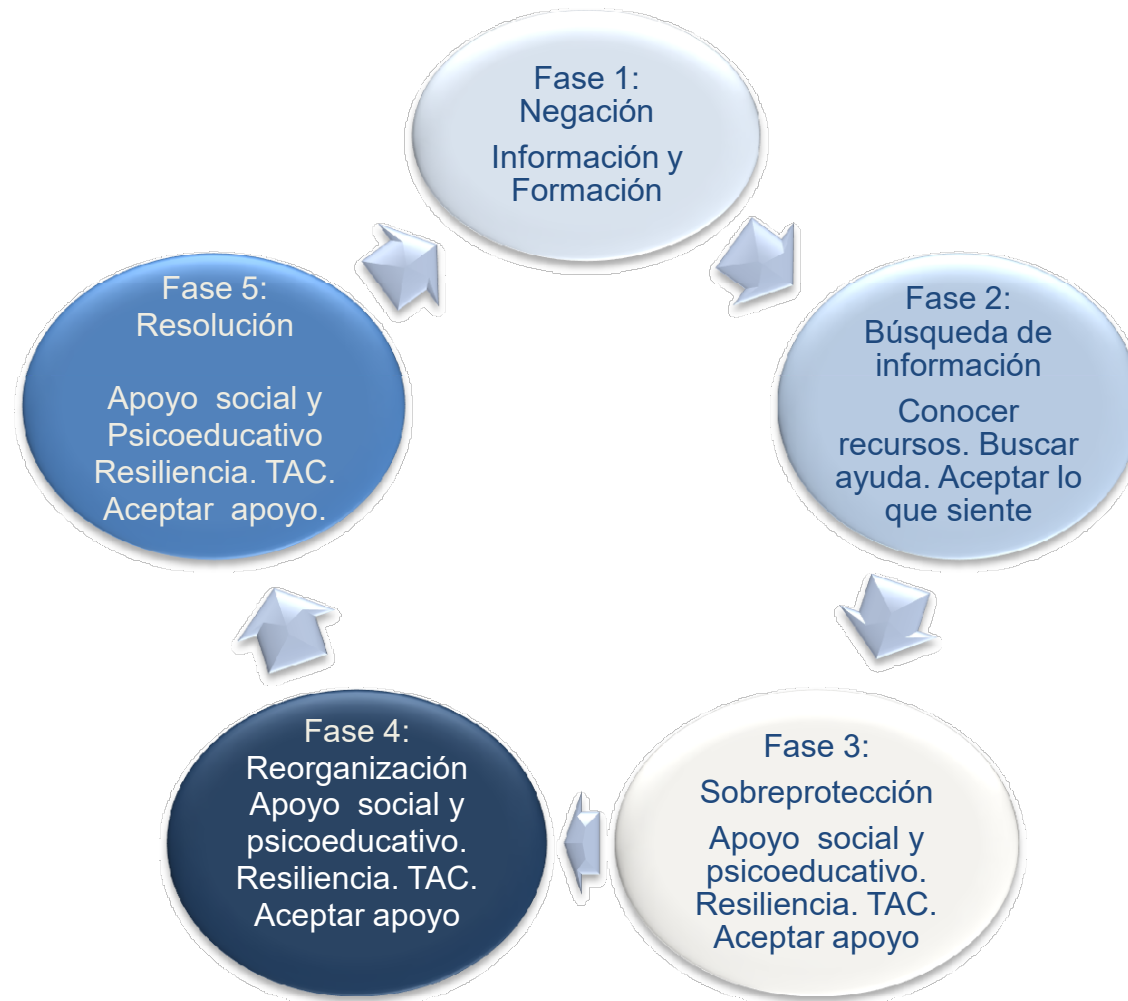 Fase 1:
Negación
Información y
Formación
Fase 2:
Búsqueda de
información
Conocer
recursos. Buscar
ayuda. Aceptar lo
que siente
Fase 3:
Sobreprotección
Apoyo social y
psicoeducativo.
Resiliencia. TAC.
Aceptar apoyo
Fase 4:
Reorganización
Apoyo social y
psicoeducativo.
Resiliencia. TAC.
Aceptar apoyo
Fase 5:
Resolución
Apoyo social y
Psicoeducativo
Resiliencia. TAC.
Aceptar apoyo.